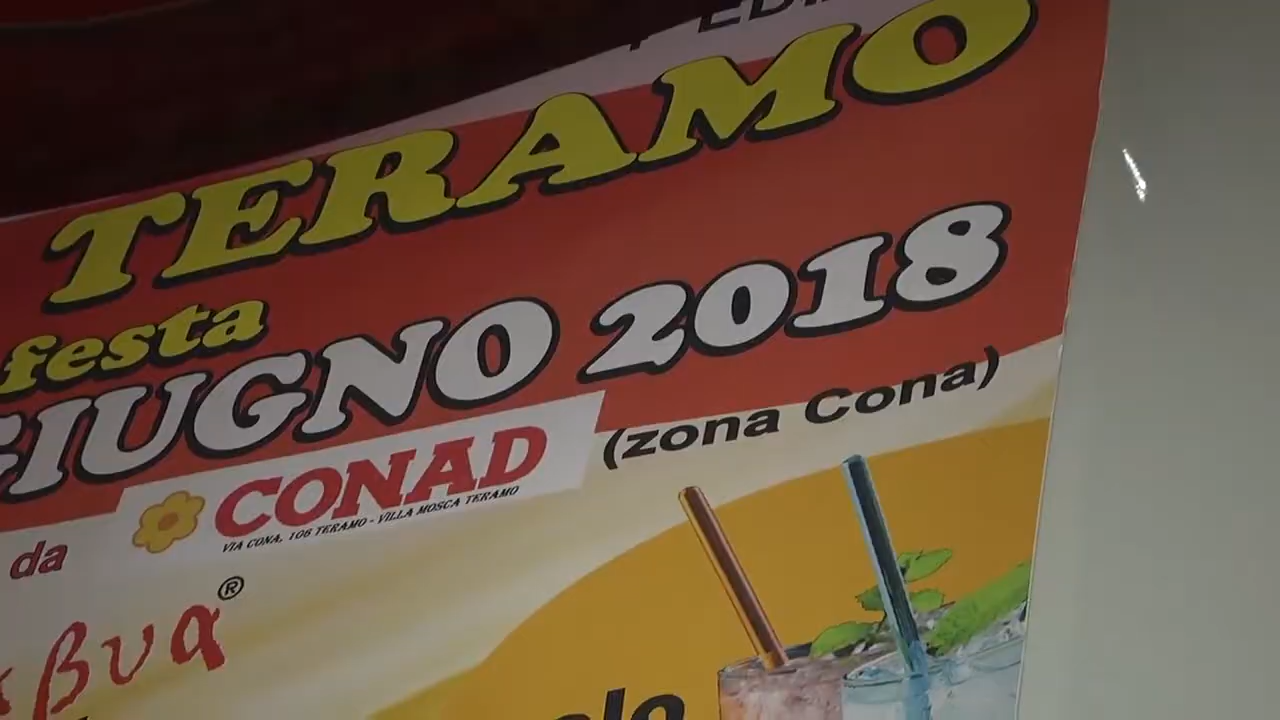 TERAMO
festa
GIUGNO 2018
CONAD (zona Cona)
VIA CONA, 106 TERAMO - VILLA MOSCA TERAMO
da
®